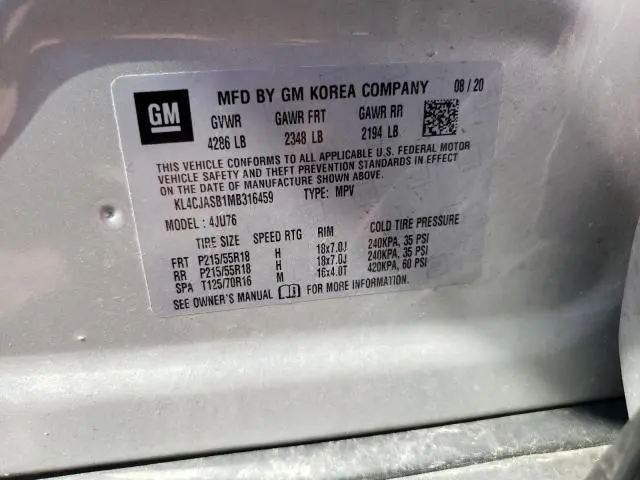 GM
MFD BY GM KOREA COMPANY 08 / 20
GVWR GAWR FRT GAWR RR
4286 LB 2348 LB 2194 LB
THIS VEHICLE CONFORMS TO ALL APPLICABLE U.S. FEDERAL MOTOR
VEHICLE SAFETY AND THEFT PREVENTION STANDARDS IN EFFECT
ON THE DATE OF MANUFACTURE SHOWN ABOVE.
KL4CJASB1MB316459 TYPE: MPV
MODEL : 4JU76
TIRE SIZE SPEED RTG RIM COLD TIRE PRESSURE
FRT P215/55R18 H 18x7.0J 240KPA, 35 PSI
RR P215/55R18 H 18x7.0J 240KPA, 35 PSI
SPA T125/70R16 M 16x4.0T 420KPA, 60 PSI
SEE OWNER'S MANUAL FOR MORE INFORMATION.